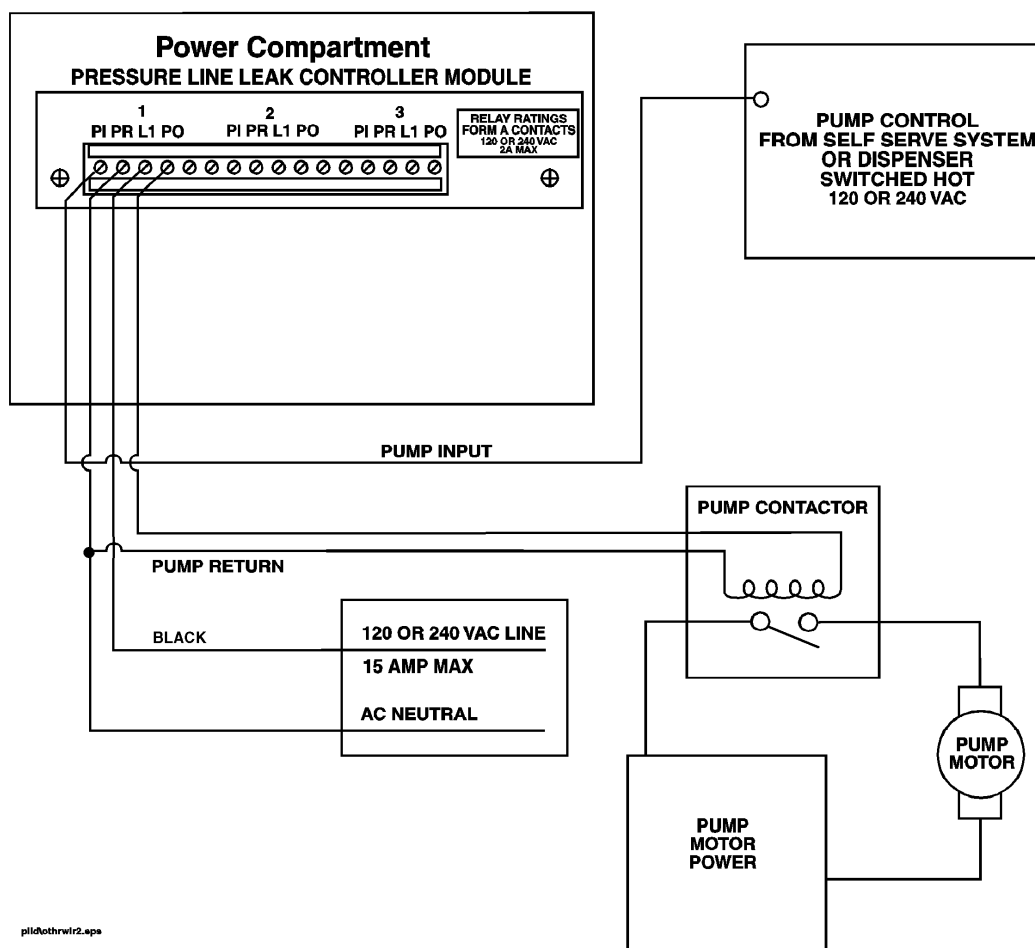 Power Compartment
PRESSURE LINE LEAK CONTROLLER MODULE
1 2 3
PI PR L1 PO PI PR L1 PO PI PR L1 PO
RELAY RATINGS
FORM A CONTACTS
120 OR 240 VAC
2A MAX
PUMP CONTROL
FROM SELF SERVE SYSTEM
OR DISPENSER
SWITCHED HOT
120 OR 240 VAC
PUMP INPUT
PUMP CONTACTOR
PUMP RETURN
BLACK
120 OR 240 VAC LINE
15 AMP MAX
AC NEUTRAL
PUMP
MOTOR
PUMP
MOTOR
POWER
plld\othrwir2.eps